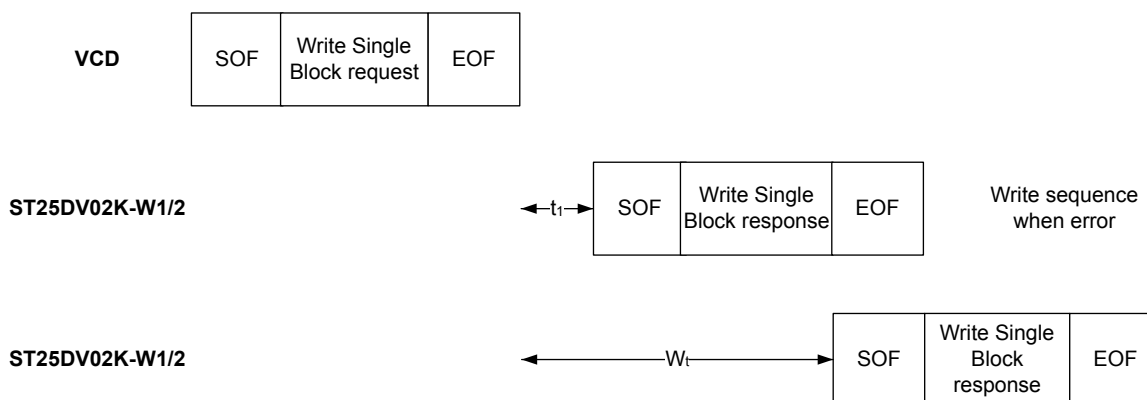 VCD
SOF
Write Single
Block request
EOF
ST25DV02K-W1/2
t1
SOF
Write Single
Block response
EOF
Write sequence
when error
ST25DV02K-W1/2
Wt
SOF
Write Single
Block
response
EOF